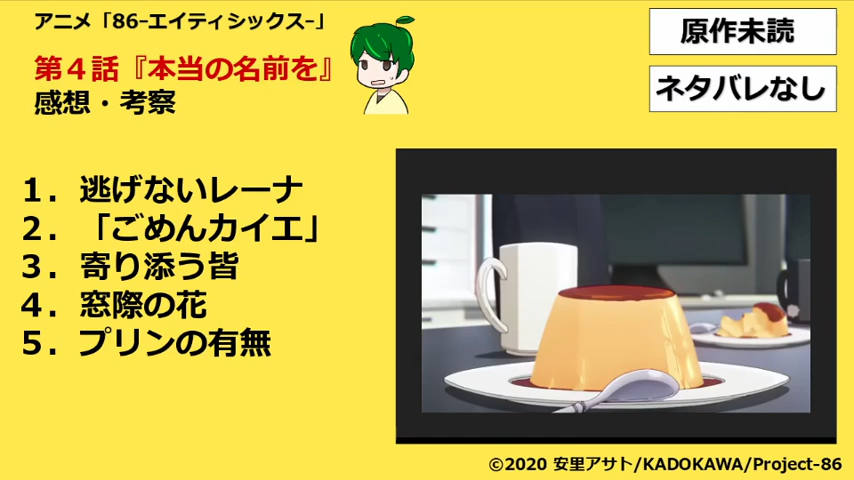 アニメ「86-エイティシックス-」
第４話『本当の名前を』
感想・考察
原作未読
ネタバレなし
１．逃げないレーナ
２．「ごめんカイエ」
３．寄り添う皆
４．窓際の花
５．プリンの有無
©2020 安里アサト/KADOKAWA/Project-86